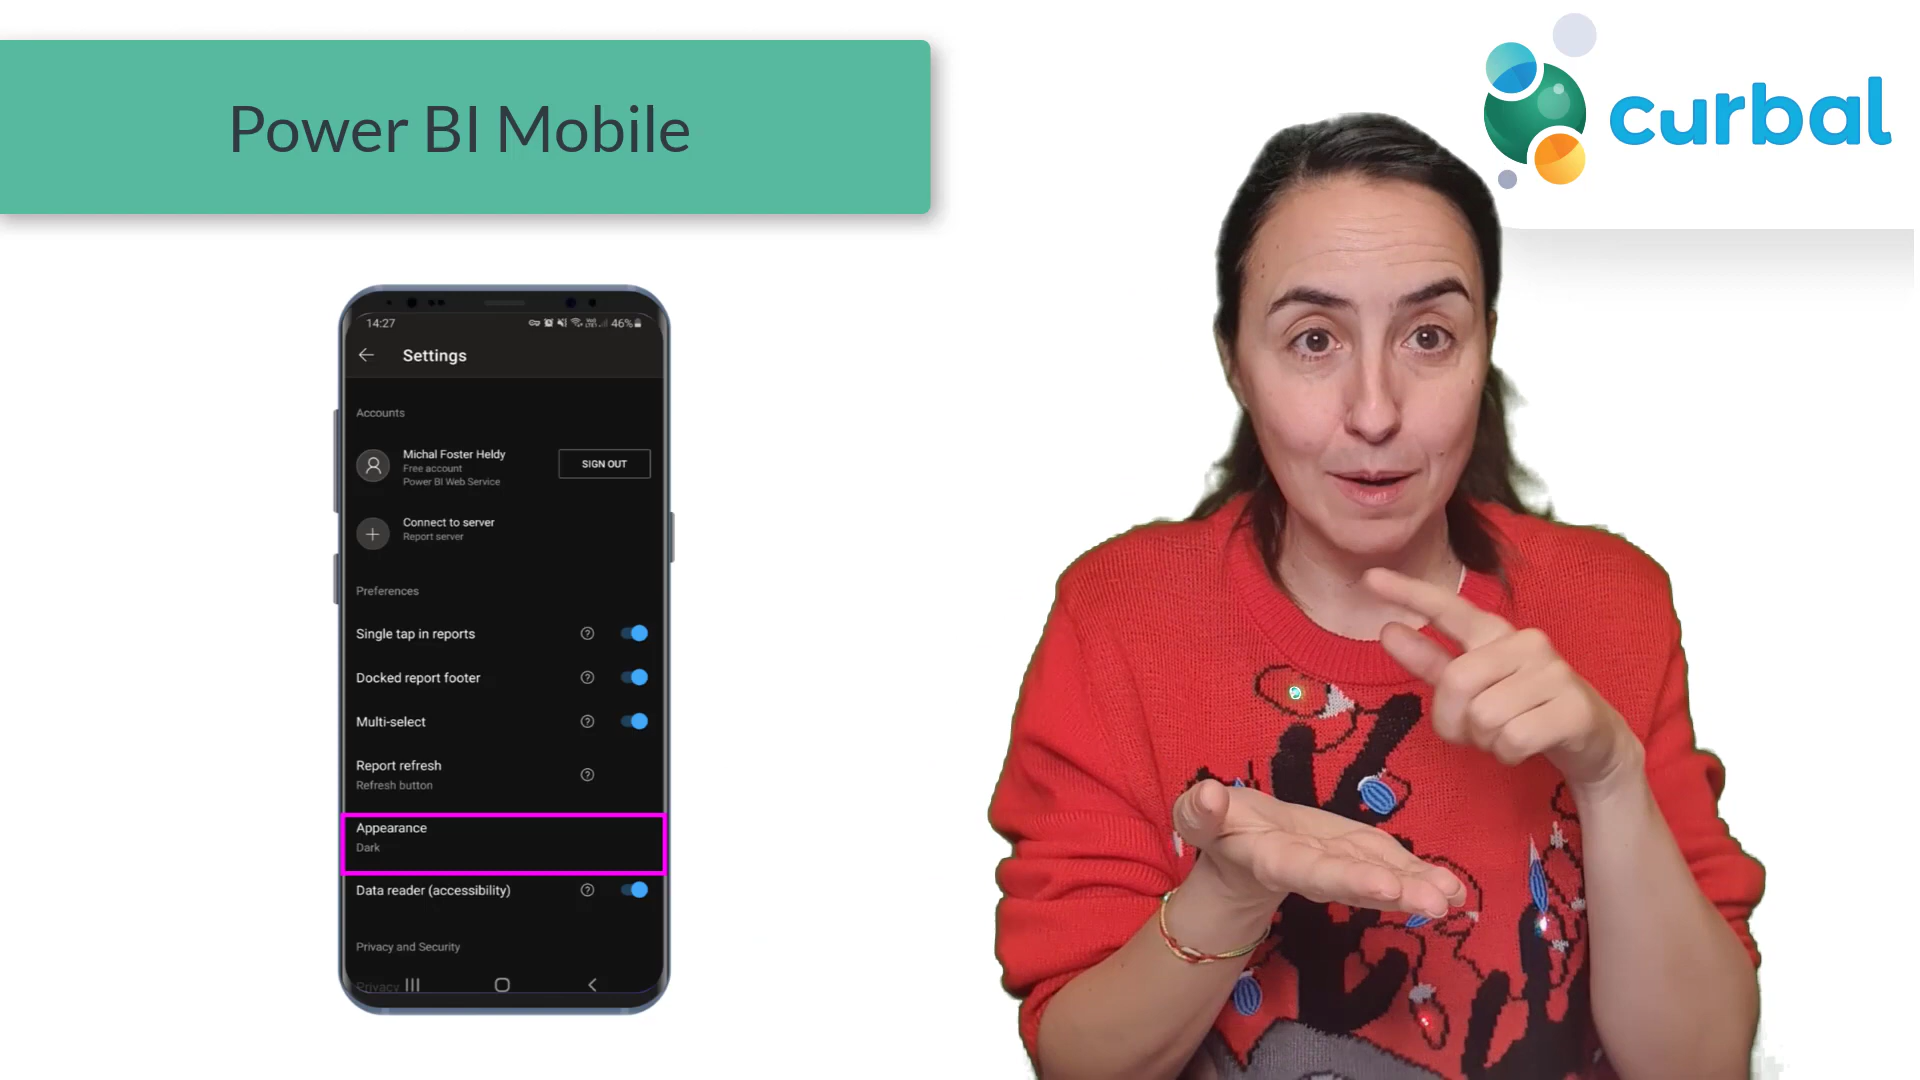 Power BI Mobile
curbal
14:27
46%
Settings
Accounts
Michal Foster Heldy
Free account
Power BI Web Service
SIGN OUT
Connect to server
Report server
Preferences
Single tap in reports
Docked report footer
Multi-select
Report refresh
Refresh button
Appearance
Dark
Data reader (accessibility)
Privacy and Security
Privacy